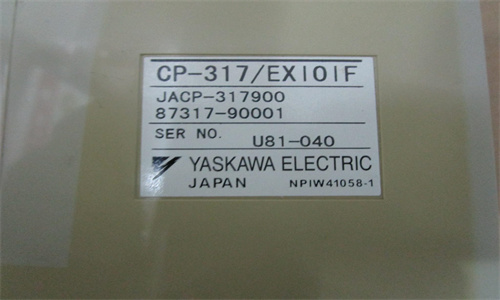 CP-317/EXIOIF
JACP-317900
87317-90001
SER NO. U81-040
YASKAWA ELECTRIC
JAPAN NPIW41058-1